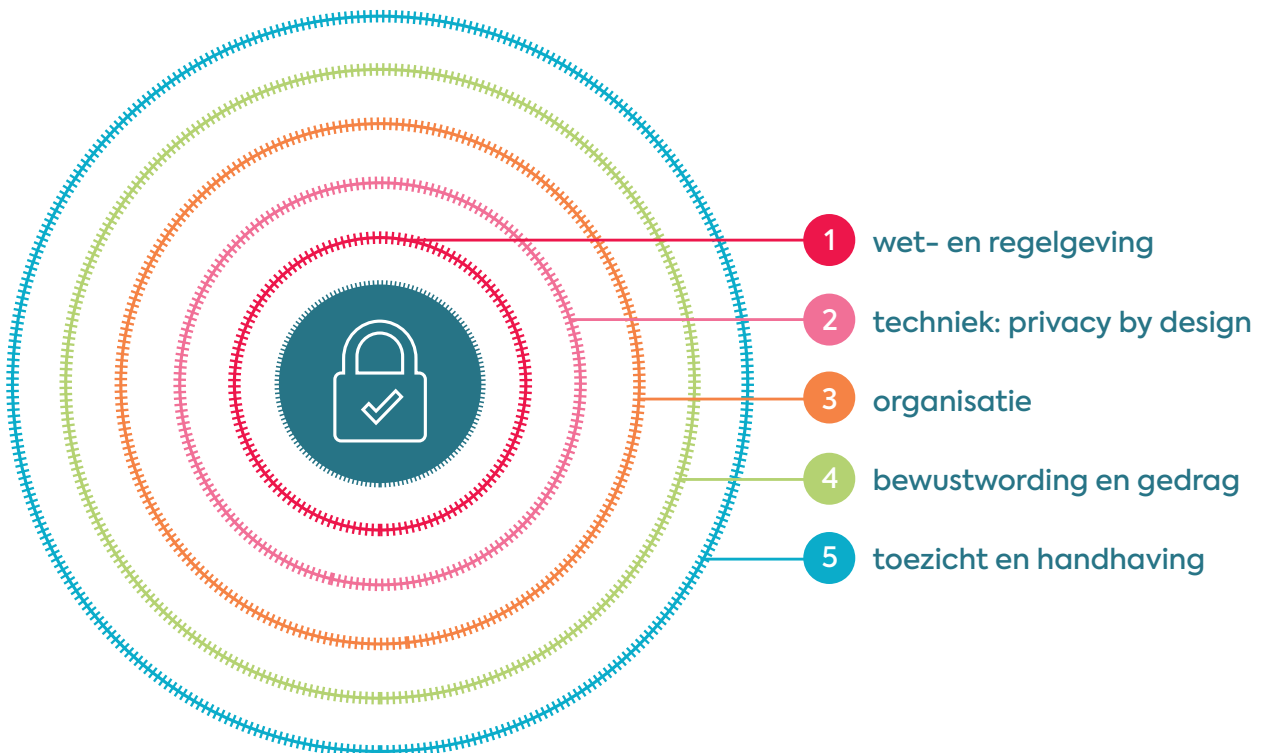 1 wet- en regelgeving
2 techniek: privacy by design
3 organisatie
4 bewustwording en gedrag
5 toezicht en handhaving